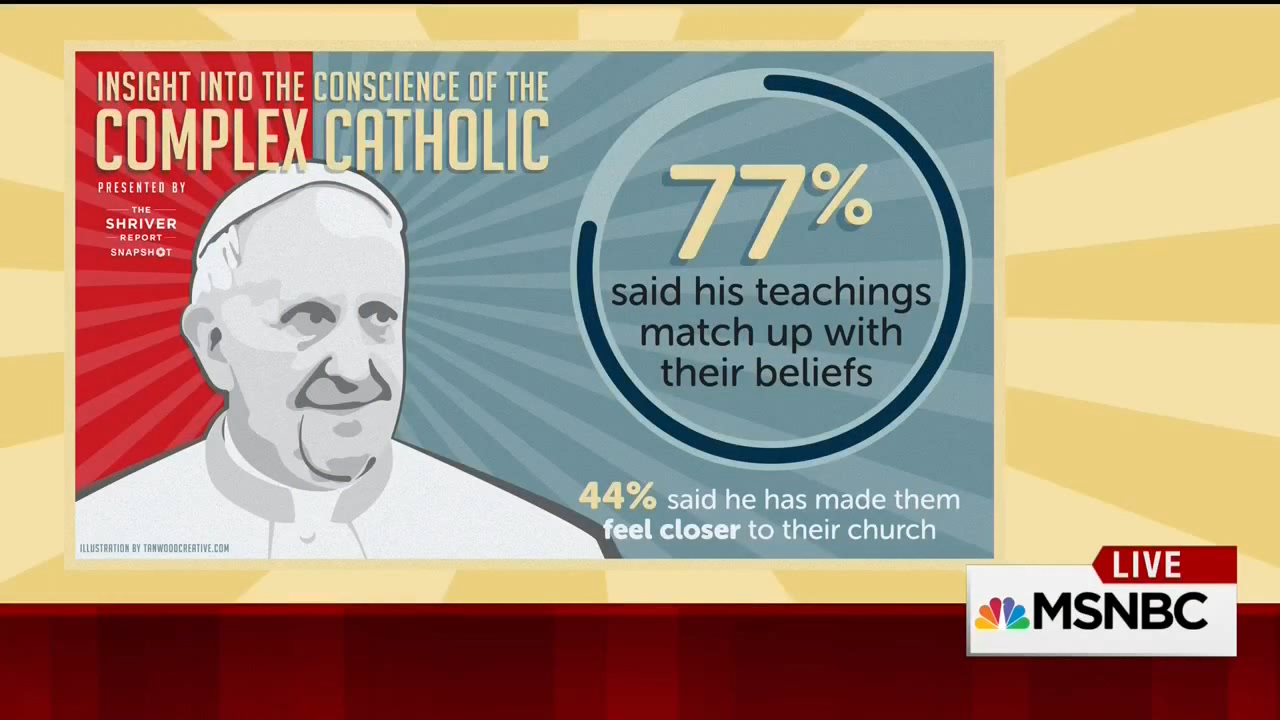 INSIGHT INTO THE CONSCIENCE OF THE
COMPLEX CATHOLIC
PRESENTED BY
THE
SHRIVER
REPORT
SNAPSHOT
77%
said his teachings
match up with
their beliefs
44% said he has made them
feel closer to their church
ILLUSTRATION BY TANWOODCREATIVE.COM
LIVE
MSNBC